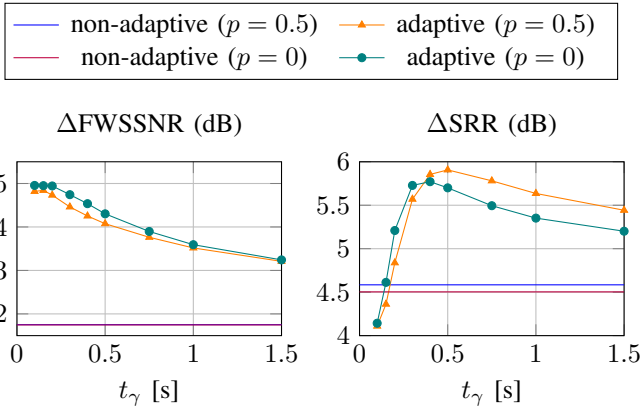 non-adaptive (p = 0.5) adaptive (p = 0.5)
non-adaptive (p = 0) adaptive (p = 0)
ΔFWSSNR (dB) ΔSRR (dB)
5
4
3
2
0 0.5 1 1.5
t_γ [s]
6
5.5
5
4.5
4
0 0.5 1 1.5
t_γ [s]